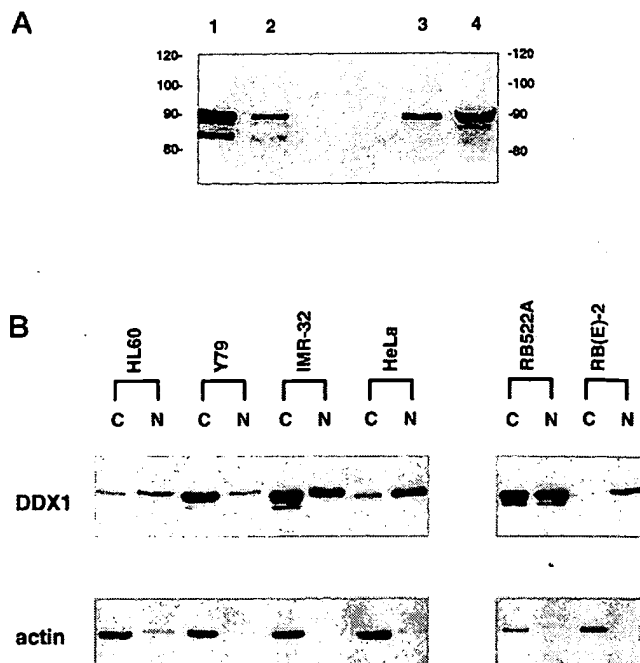 A
1 2 3 4
120- -120
100- -100
90- -90
80- -80
B
HL60 Y79 IMR-32 HeLa RB522A RB(E)-2
C N C N C N C N C N C N
DDX1
actin